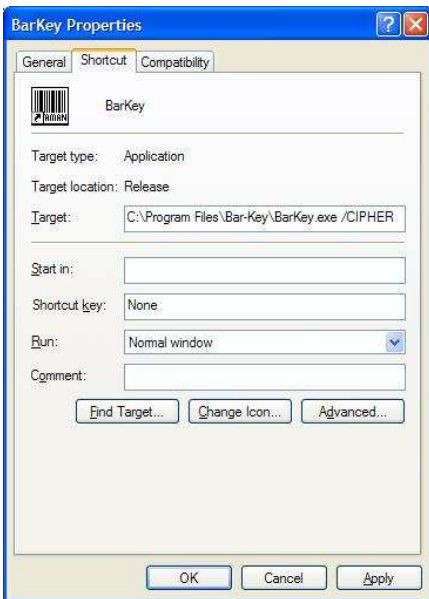 BarKey Properties
General Shortcut Compatibility
AMAN
BarKey
Target type: Application
Target location: Release
Target: C:\Program Files\Bar-Key\BarKey.exe /CIPHER
Start in:
Shortcut key: None
Run: Normal window
Comment:
Find Target... Change Icon... Advanced...
OK Cancel Apply